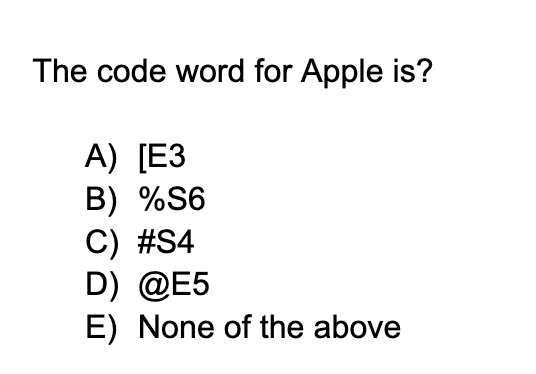 The code word for Apple is?
A) [E3
B) %S6
C) #S4
D) @E5
E) None of the above